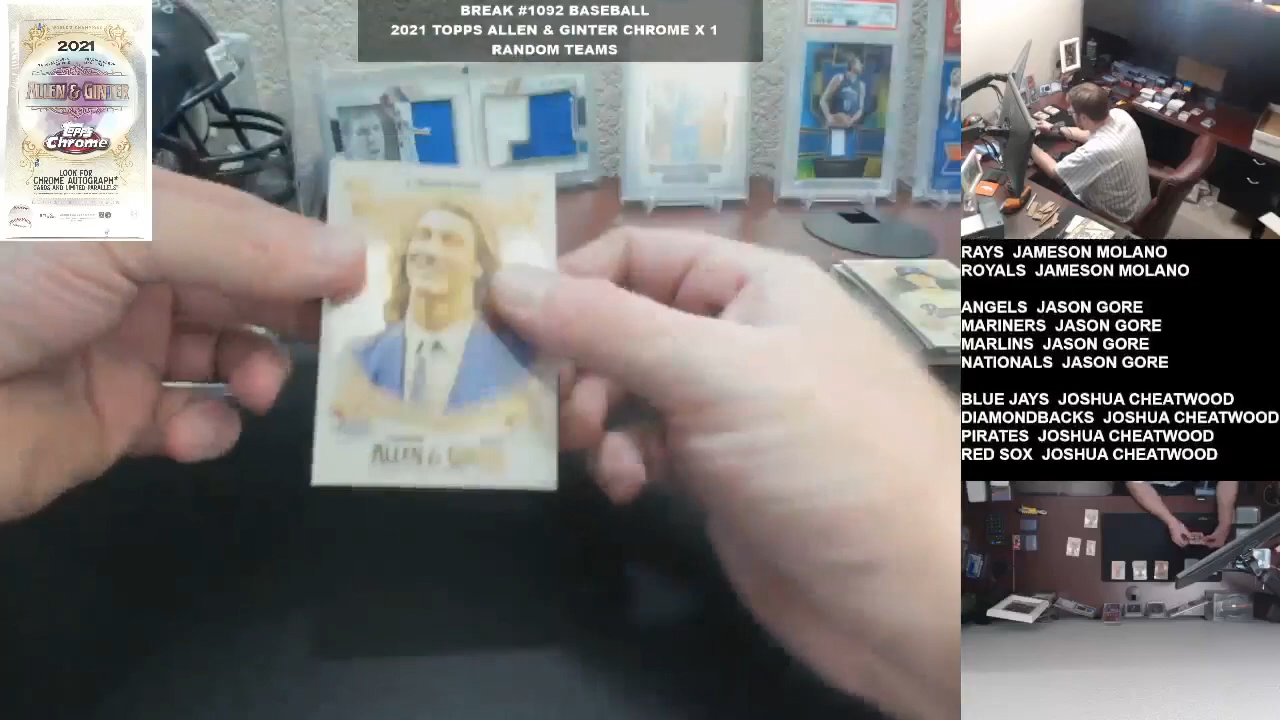 BREAK #1092 BASEBALL
2021 TOPPS ALLEN & GINTER CHROME X 1
RANDOM TEAMS
2021
ALLEN & GINTER
Topps
Chrome
LOOK FOR
CHROME AUTOGRAPH
CARDS AND LIMITED PARALLELS
ALLEN & GINTER
RAYS JAMESON MOLANO
ROYALS JAMESON MOLANO
ANGELS JASON GORE
MARINERS JASON GORE
MARLINS JASON GORE
NATIONALS JASON GORE
BLUE JAYS JOSHUA CHEATWOOD
DIAMONDBACKS JOSHUA CHEATWOOD
PIRATES JOSHUA CHEATWOOD
RED SOX JOSHUA CHEATWOOD